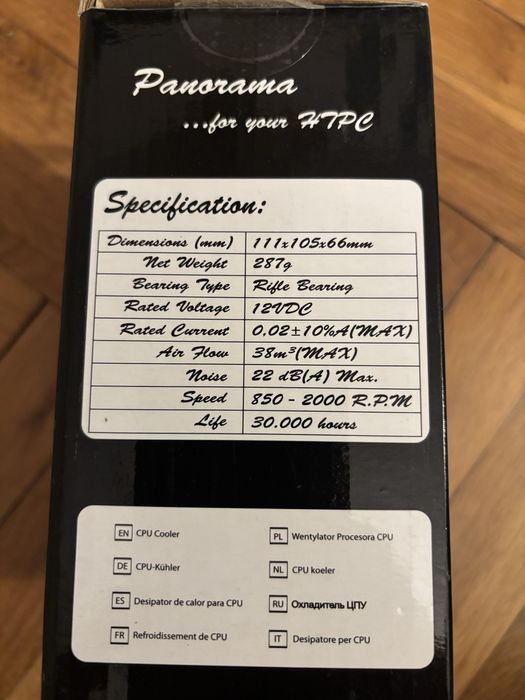 Panorama
...for your HTPC
Specification:
Dimensions (mm) 111x105x66mm
Net Weight 287g
Bearing Type Rifle Bearing
Rated Voltage 12VDC
Rated Current 0.02±10%A(MAX)
Air Flow 38m³(MAX)
Noise 22 dB(A) Max.
Speed 850 - 2000 R.P.M
Life 30.000 hours
EN CPU Cooler
PL Wentylator Procesora CPU
DE CPU-Kühler
NL CPU koeler
ES Desipator de calor para CPU
RU Охладитель ЦПУ
FR Refroidissement de CPU
IT Desipatore per CPU